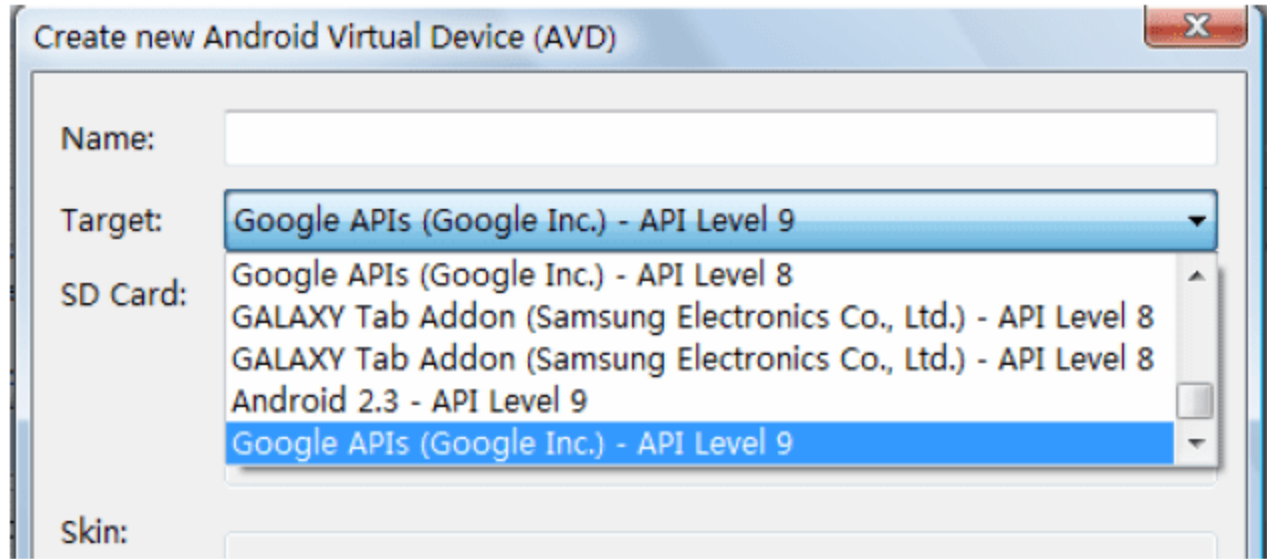 Create new Android Virtual Device (AVD)
Name:
Target:
Google APIs (Google Inc.) - API Level 9
SD Card:
Google APIs (Google Inc.) - API Level 8
GALAXY Tab Addon (Samsung Electronics Co., Ltd.) - API Level 8
GALAXY Tab Addon (Samsung Electronics Co., Ltd.) - API Level 8
Android 2.3 - API Level 9
Google APIs (Google Inc.) - API Level 9
Skin: